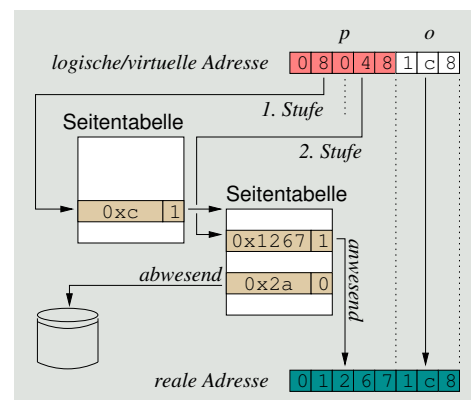 p o
logische/virtuelle Adresse 0 8 0 4 8 1 c 8
1. Stufe
Seitentabelle
2. Stufe
Seitentabelle
0xc 1
0x1267 1
abwesend
anwesend
0x2a 0
reale Adresse 0 1 2 6 7 1 c 8